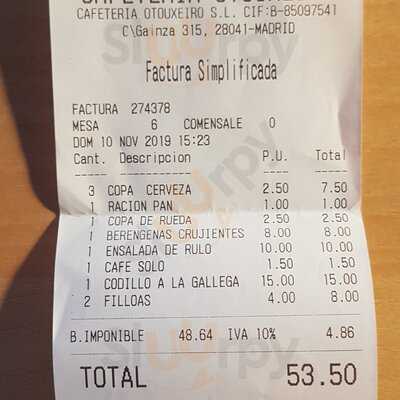 CAFETERIA OTOUXEIRO S.L. CIF:B-85097541
C\Gainza 315, 28041-MADRID
Factura Simplificada
FACTURA 274378
MESA 6 COMENSALE 0
DOM 10 NOV 2019 15:23
Cant. Descripcion P.U. Total
3 COPA CERVEZA 2.50 7.50
1 RACION PAN 1.00 1.00
1 COPA DE RUEDA 2.50 2.50
1 BERENGENAS CRUJIENTES 8.00 8.00
1 ENSALADA DE RULO 10.00 10.00
1 CAFE SOLO 1.50 1.50
1 CODILLO A LA GALLEGA 15.00 15.00
2 FILLOAS 4.00 8.00
B.IMPONIBLE 48.64 IVA 10% 4.86
TOTAL 53.50